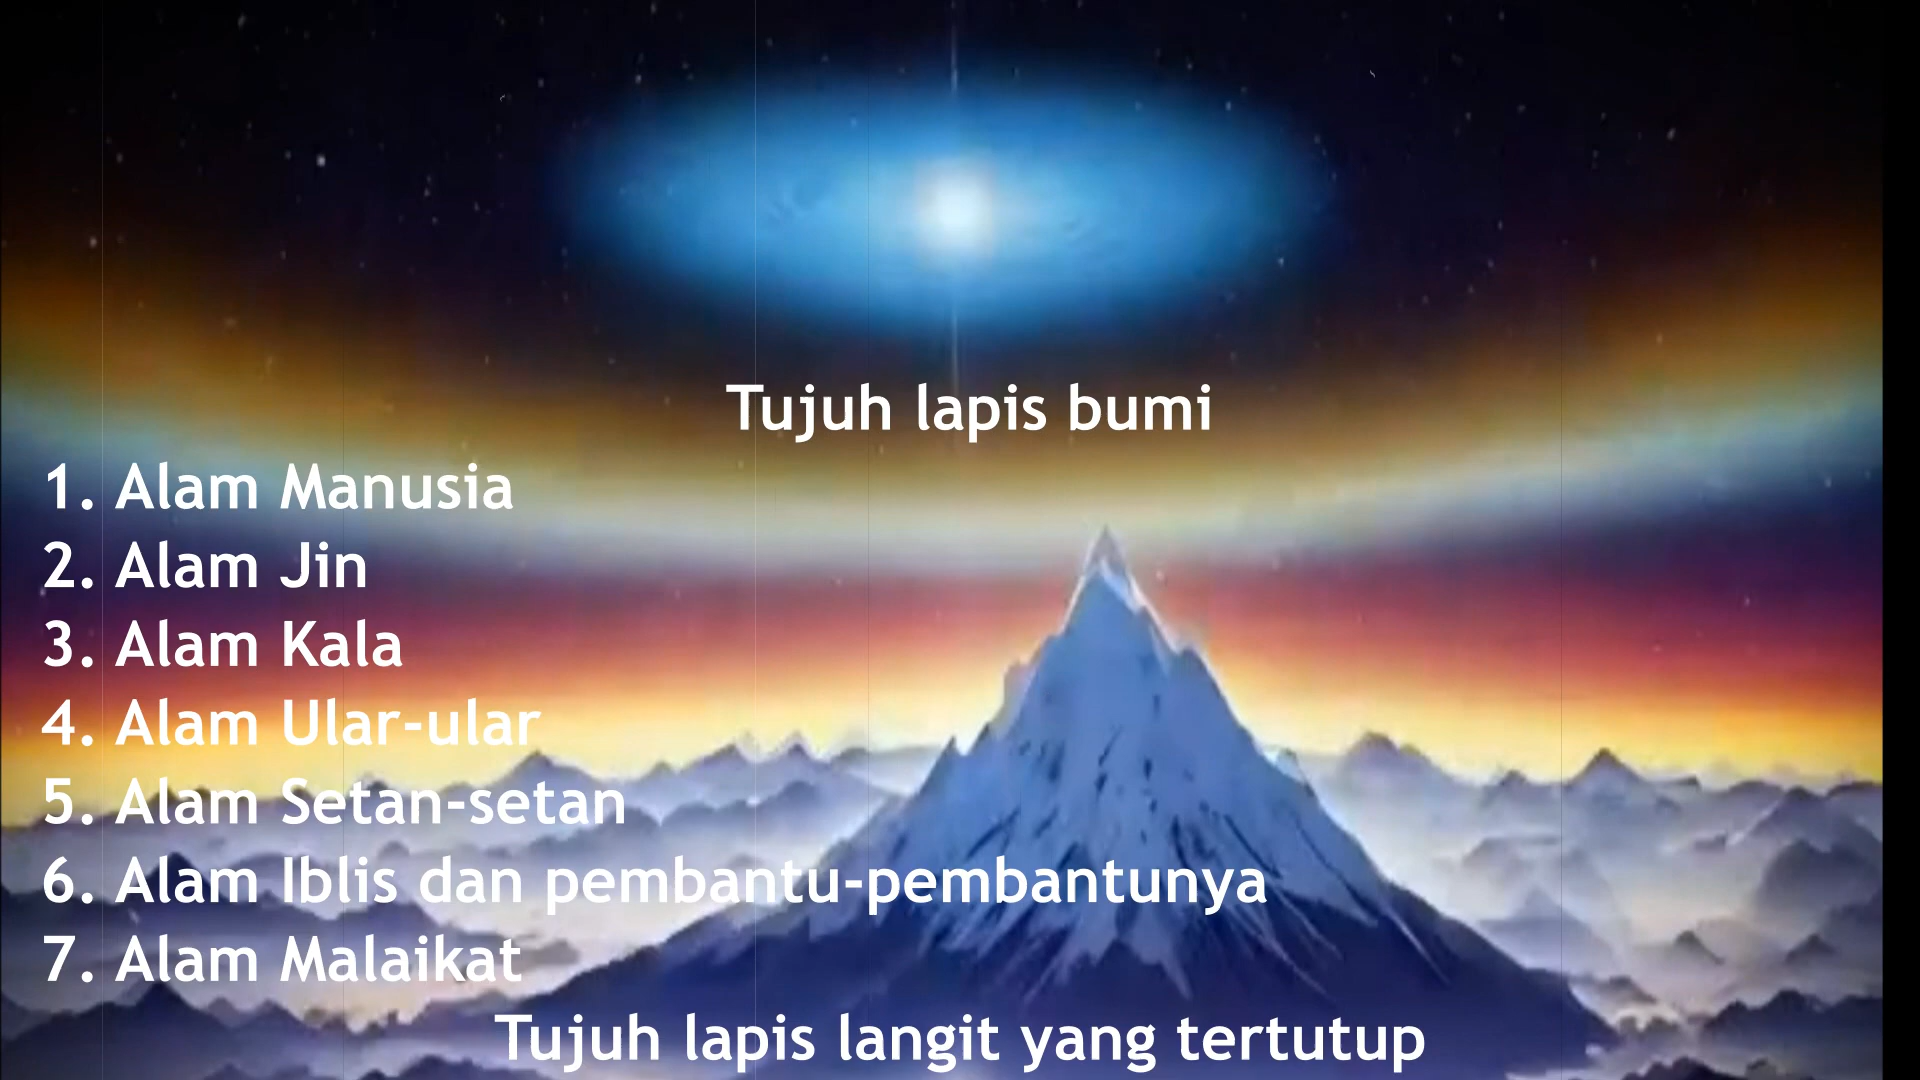 Tujuh lapis bumi
1. Alam Manusia
2. Alam Jin
3. Alam Kala
4. Alam Ular-ular
5. Alam Setan-setan
6. Alam Iblis dan pembantu-pembantunya
7. Alam Malaikat
Tujuh lapis langit yang tertutup